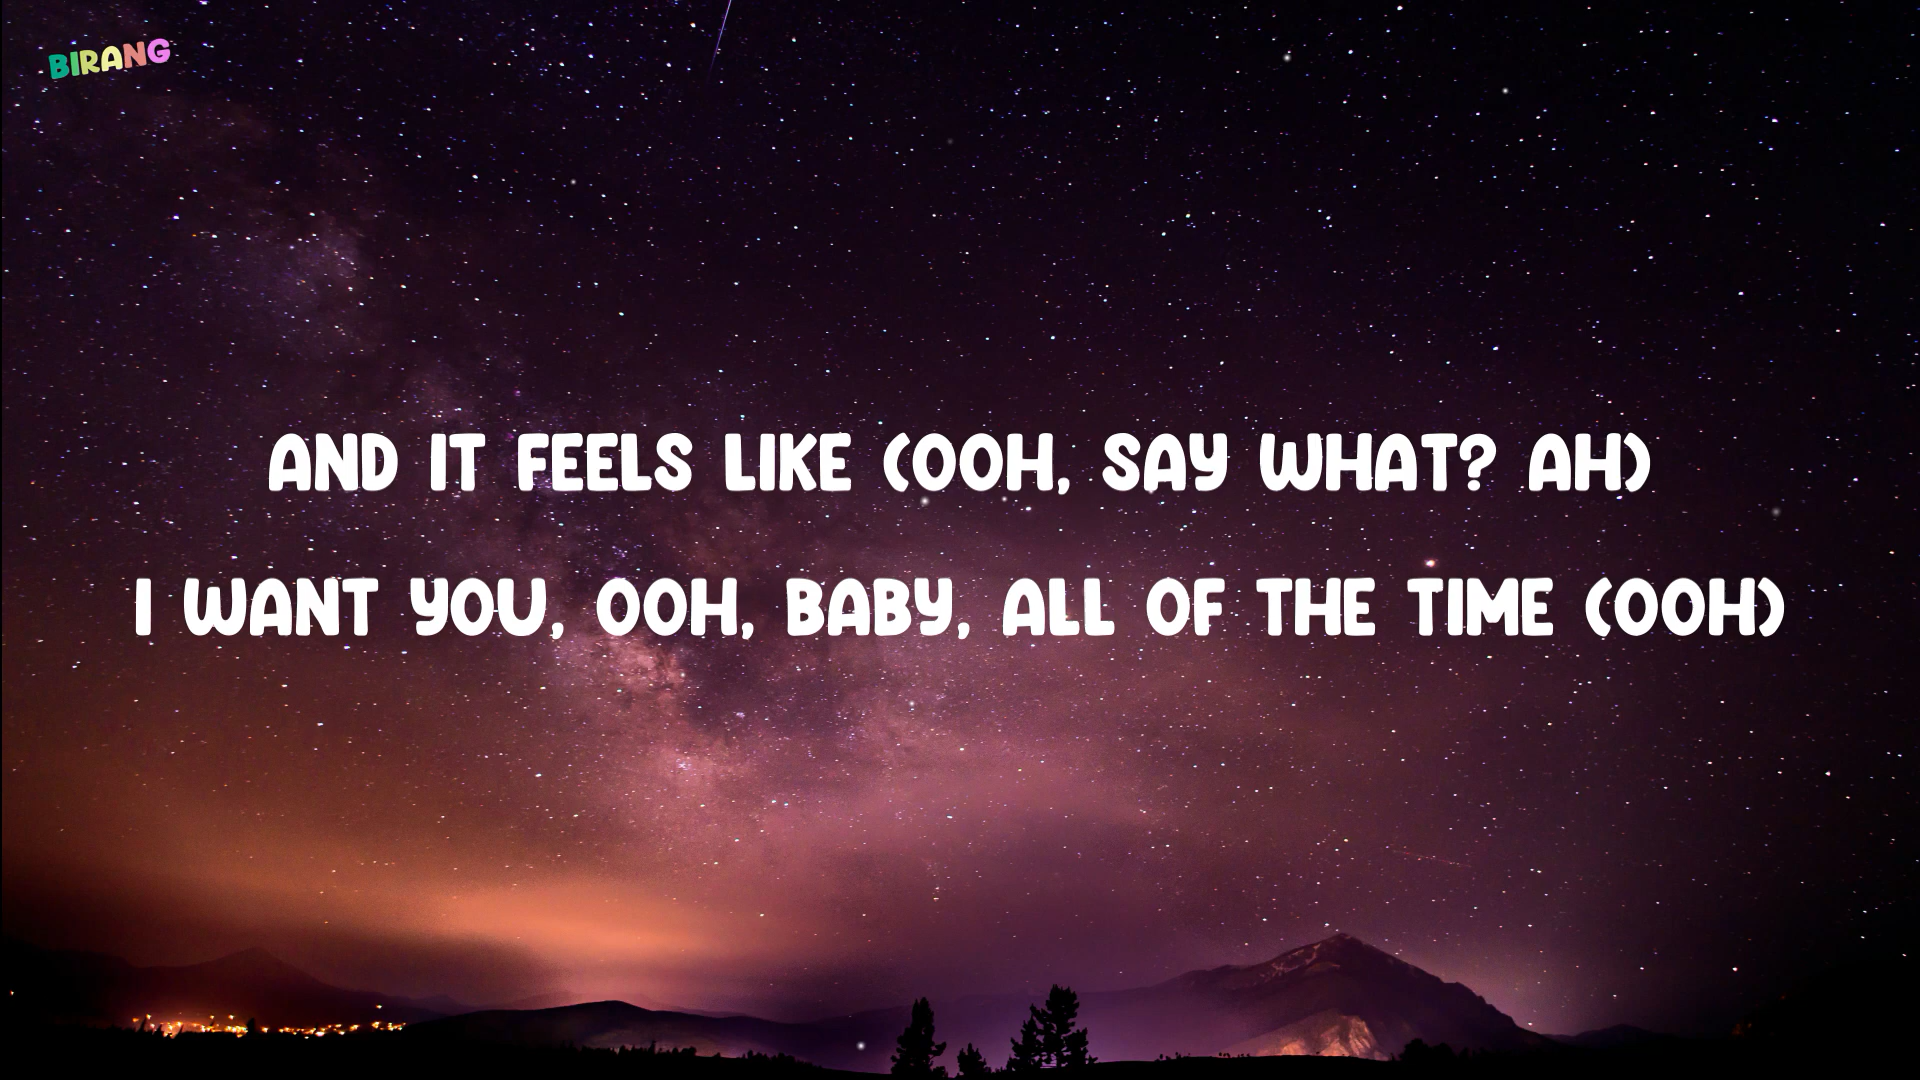 BIRANG
AND IT FEELS LIKE (OOH, SAY WHAT? AH)
I WANT YOU, OOH, BABY, ALL OF THE TIME (OOH)